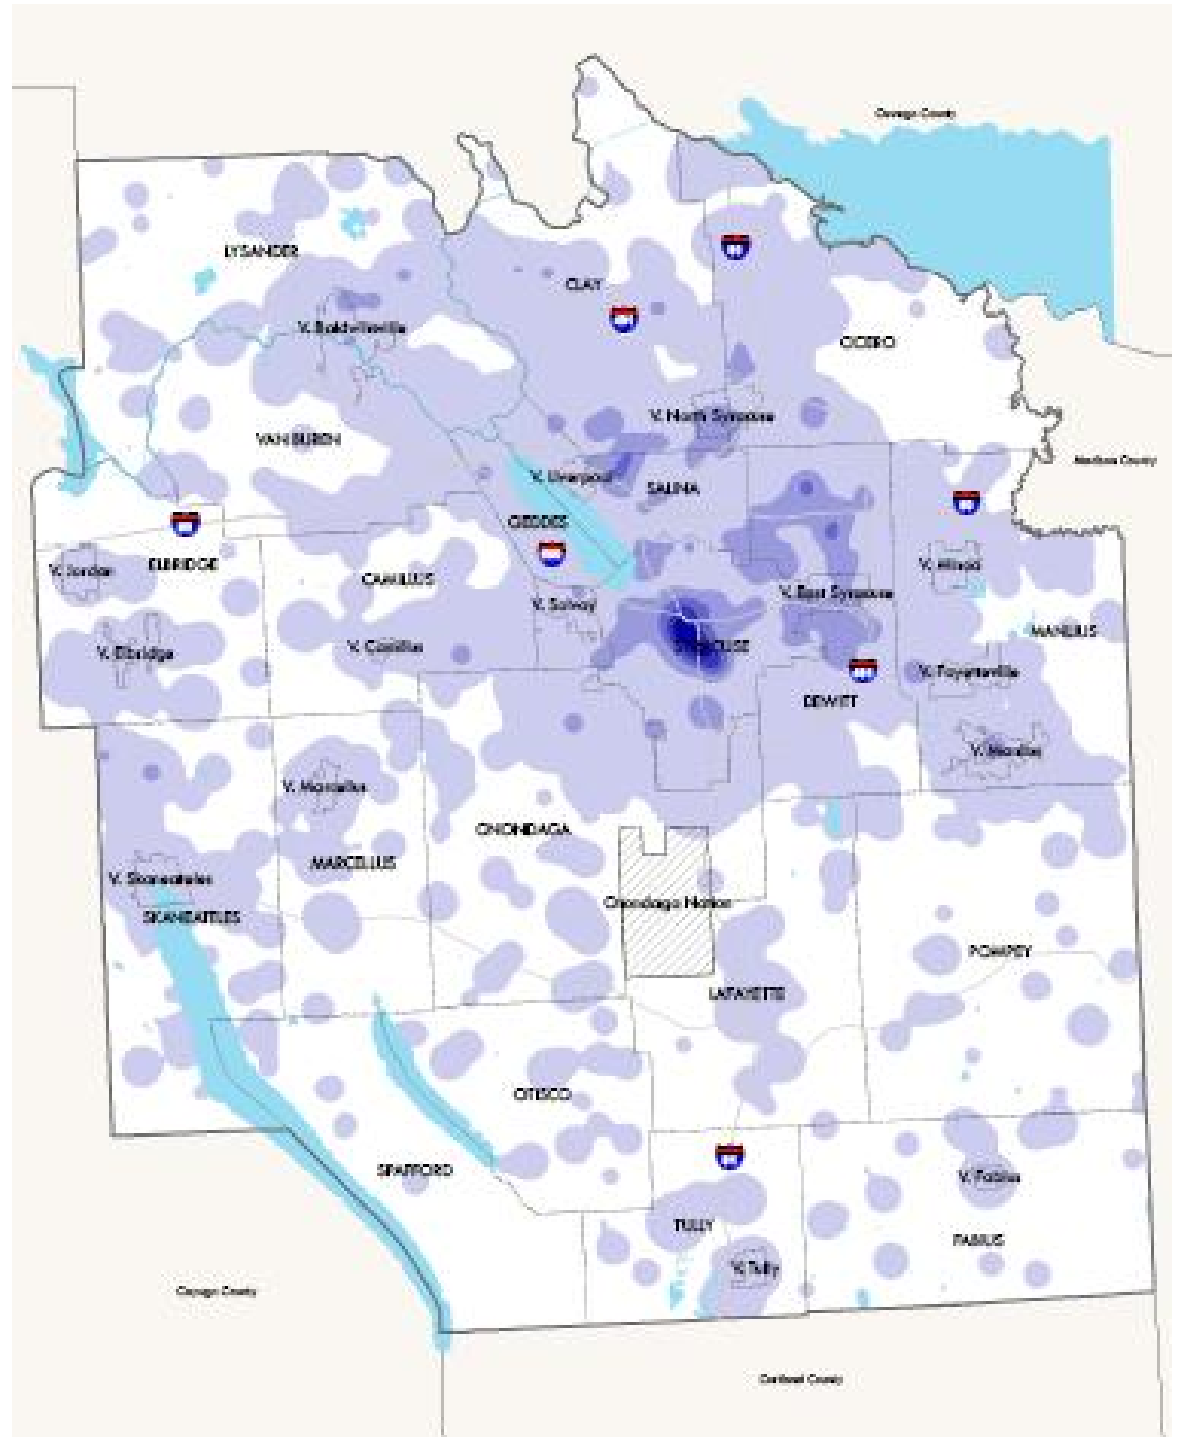 Oswego County
LYSANDER
CLAY
V. Baldwinsville
CICERO
V. North Syracuse
VAN BUREN
Madison County
V. Liverpool
SALINA
GEDDES
V. Jordan
ELBRIDGE
V. Minoa
CAMILLUS
V. East Syracuse
V. Solvay
MANLIUS
V. Elbridge
V. Camillus
SYRACUSE
V. Fayetteville
DEWITT
V. Manlius
V. Marcellus
ONONDAGA
MARCELLUS
V. Skaneateles
Onondaga Nation
SKANEATELES
POMPEY
LAFAYETTE
OTISCO
SPAFFORD
V. Fabius
TULLY
FABIUS
V. Tully
Cayuga County
Cortland County